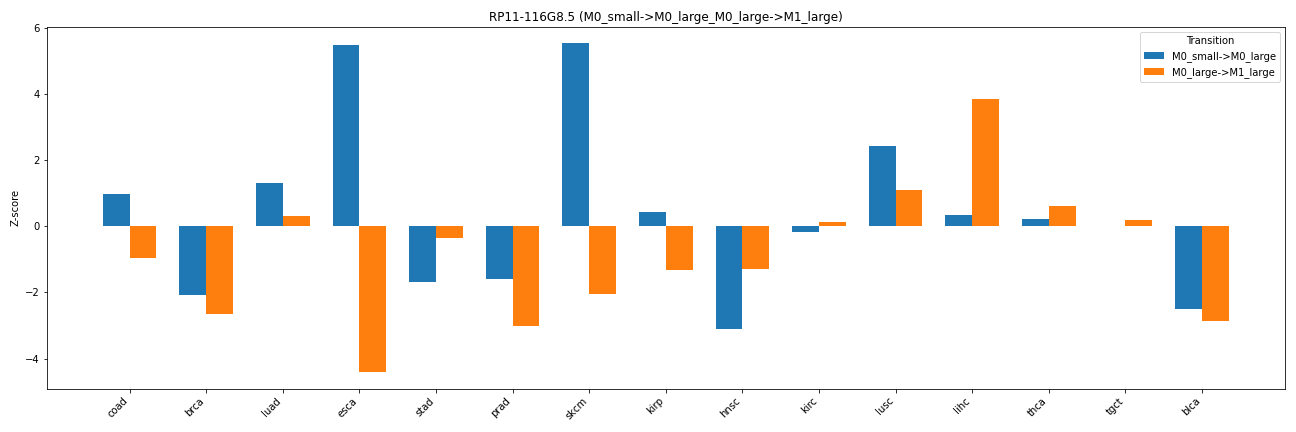 RP11-116G8.5 (M0_small->M0_large_M0_large->M1_large)
Transition
M0_small->M0_large
M0_large->M1_large
Z-score
6
4
2
0
−2
−4
coad
brca
luad
esca
stad
prad
skcm
kirp
hnsc
kirc
lusc
lihc
thca
tgct
blca